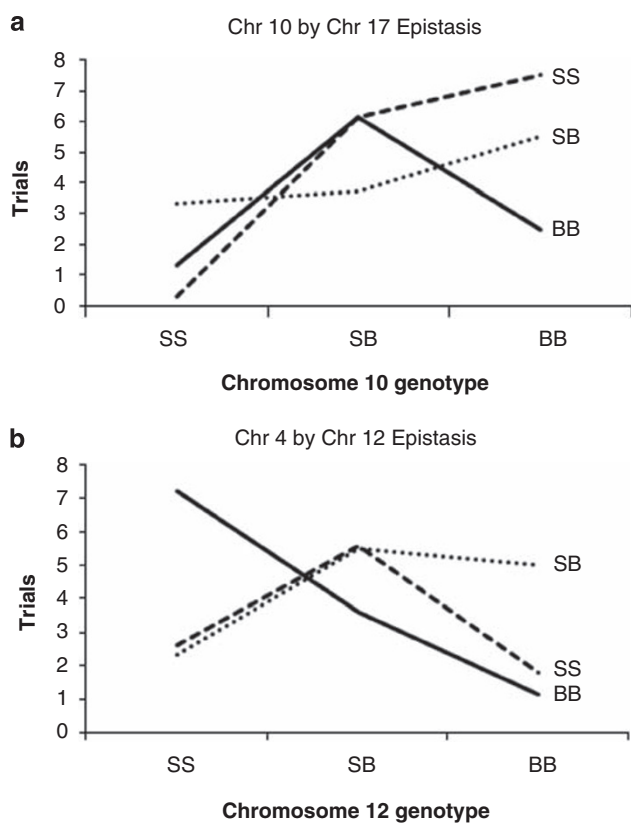 a
Chr 10 by Chr 17 Epistasis
8
7
6
5
4
3
2
1
0
Trials
SS
SB
BB
SS
SB
BB
Chromosome 10 genotype
b
Chr 4 by Chr 12 Epistasis
8
7
6
5
4
3
2
1
0
Trials
SB
SS
BB
SS
SB
BB
Chromosome 12 genotype